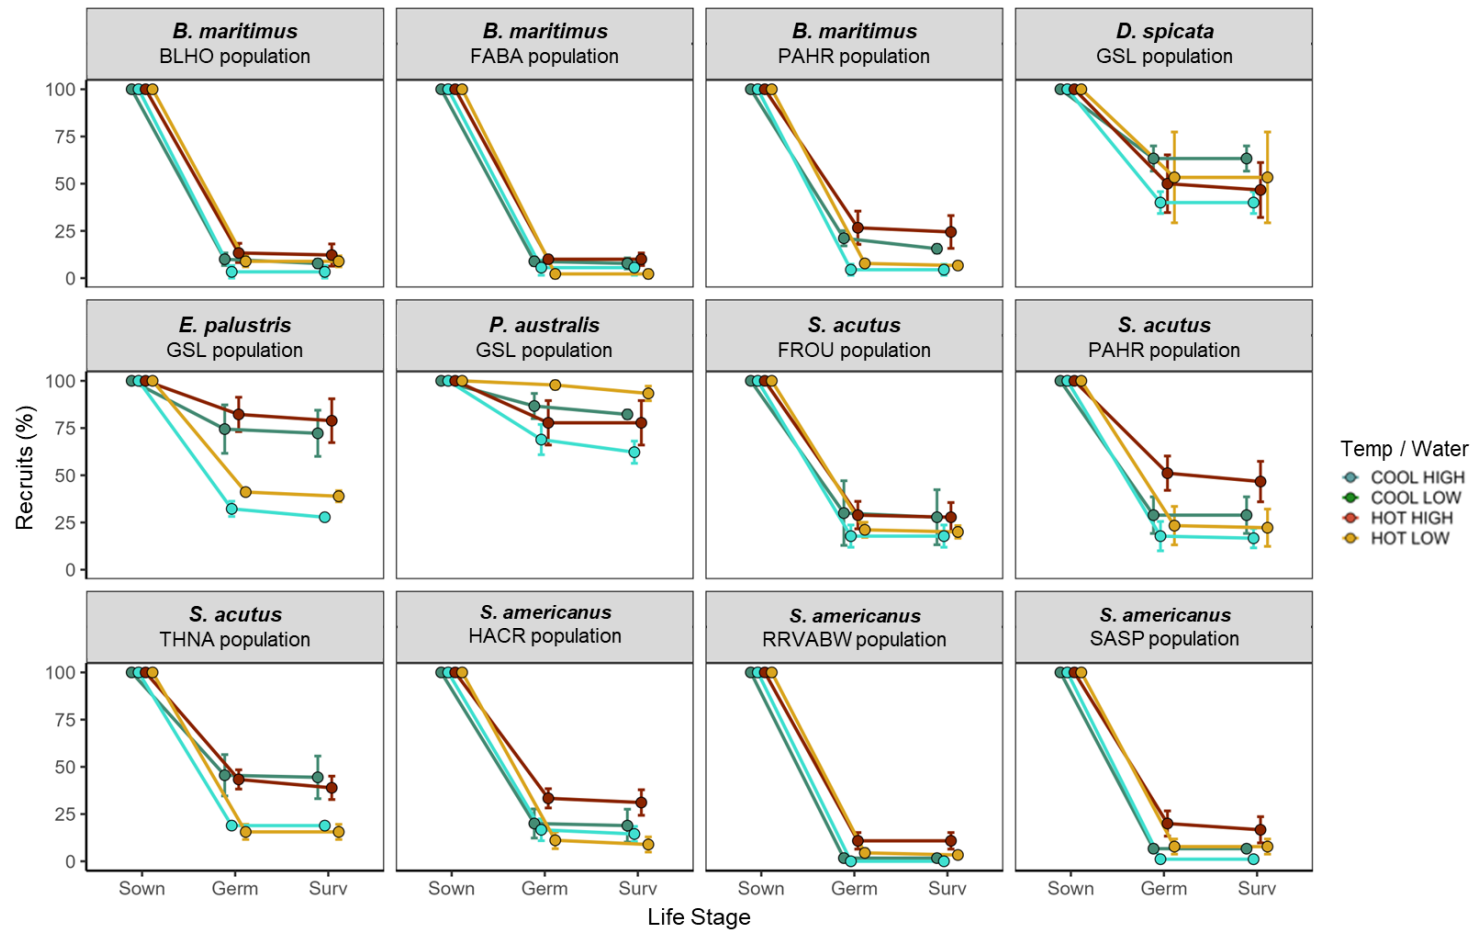 B. maritimus
BLHO population
B. maritimus
FABA population
B. maritimus
PAHR population
D. spicata
GSL population
100
75
50
25
0
E. palustris
GSL population
P. australis
GSL population
S. acutus
FROU population
S. acutus
PAHR population
100
75
50
25
0
Recruits (%)
Temp / Water
COOL HIGH
COOL LOW
HOT HIGH
HOT LOW
S. acutus
THNA population
S. americanus
HACR population
S. americanus
RRVABW population
S. americanus
SASP population
100
75
50
25
0
Sown Germ Surv
Sown Germ Surv
Sown Germ Surv
Sown Germ Surv
Life Stage